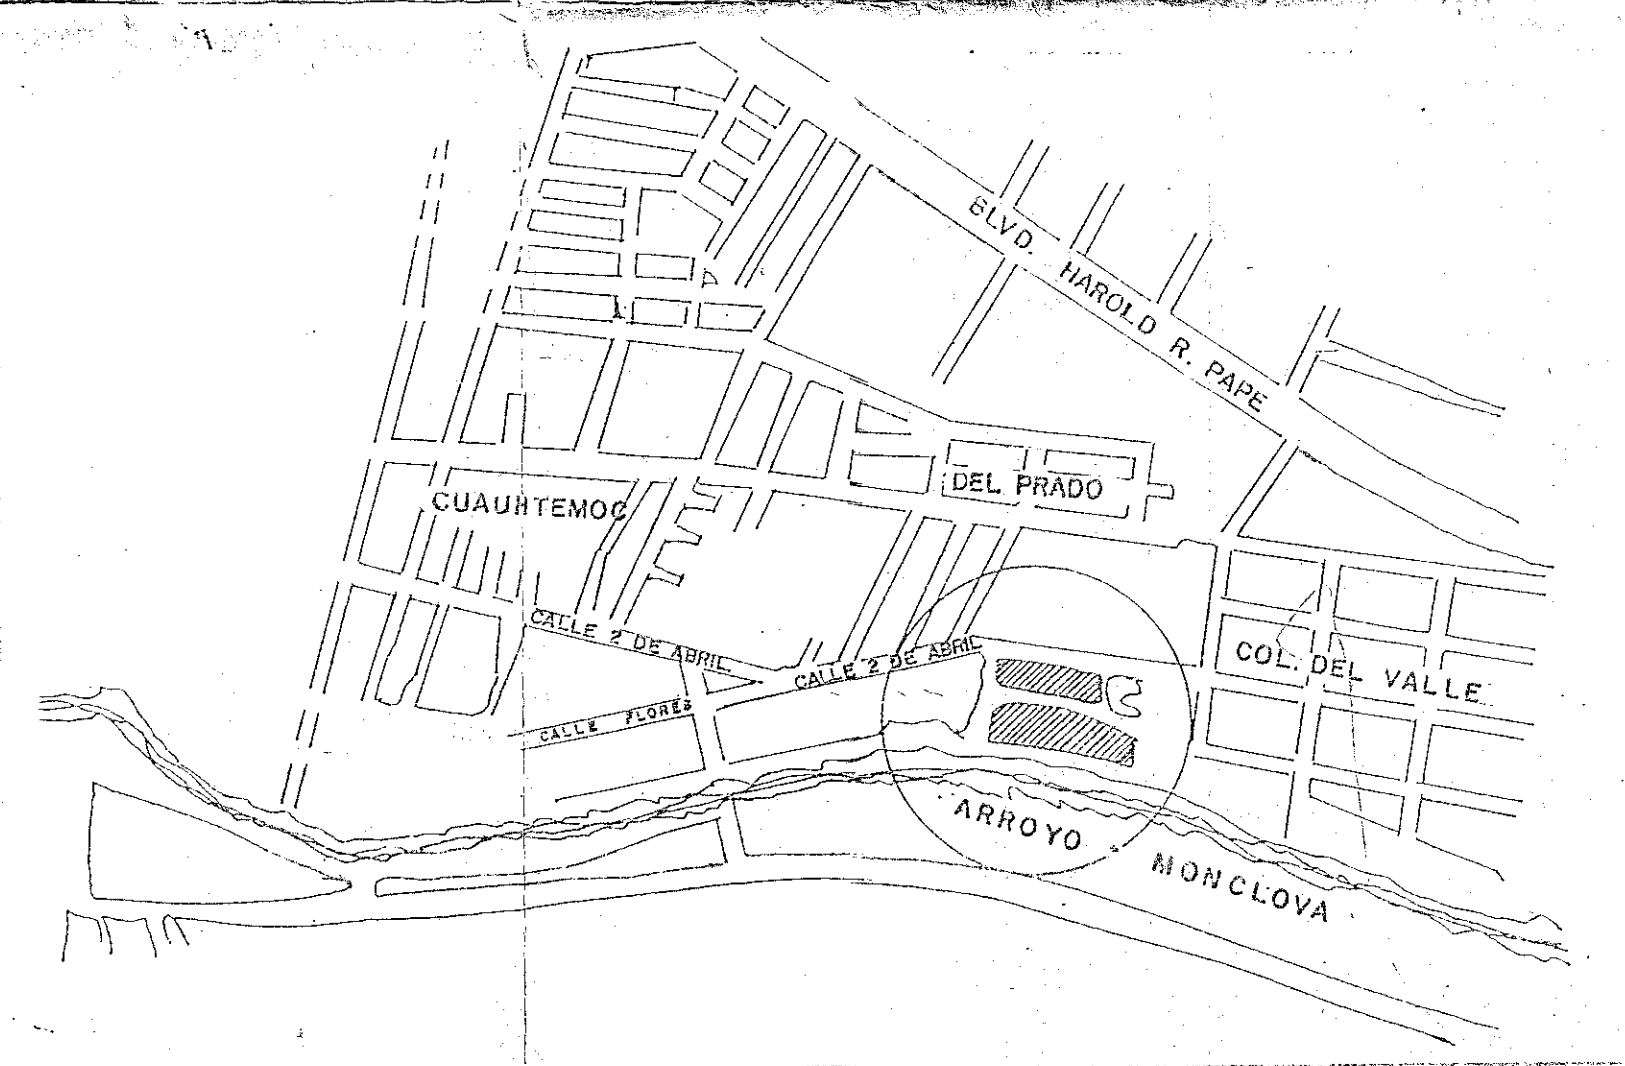 BLVD. HAROLD R. PAPE
DEL PRADO
CUAUHTEMOC
CALLE 2 DE ABRIL
CALLE 2 DE ABRIL
COL. DEL VALLE
CALLE FLORES
ARROYO MONCLOVA